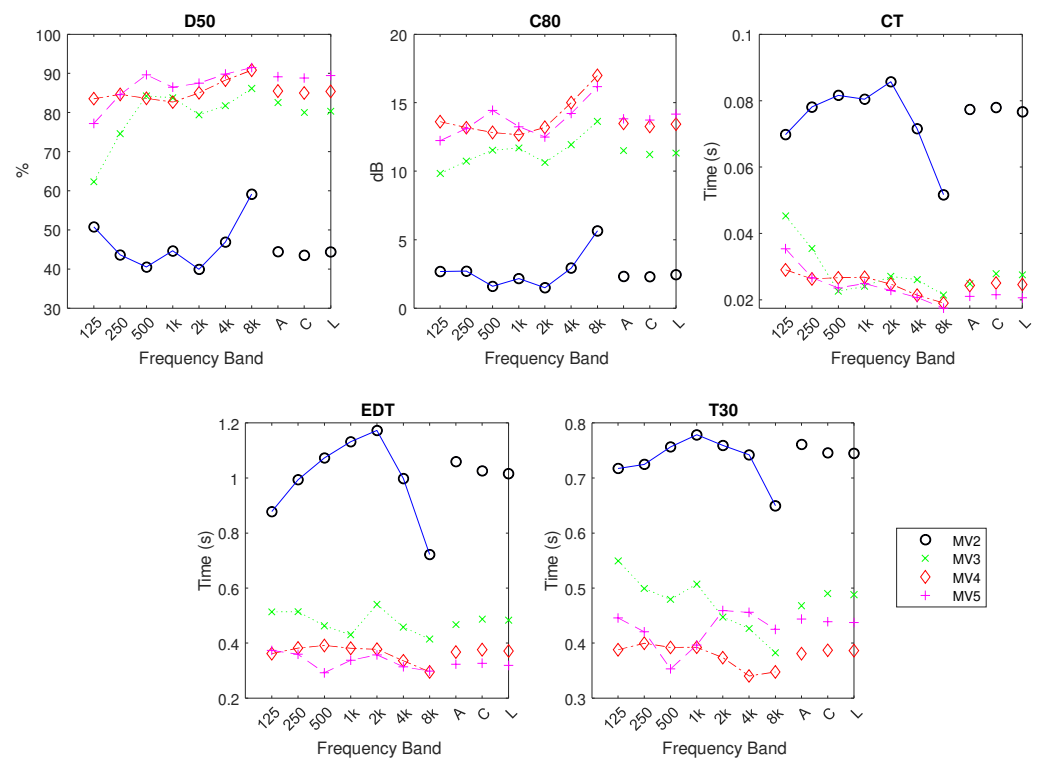 D50
100
90
80
70
60
50
40
30
%
125
250
500
1k
2k
4k
8k
A
C
L
Frequency Band
C80
20
15
10
5
0
dB
125
250
500
1k
2k
4k
8k
A
C
L
Frequency Band
CT
0.1
0.08
0.06
0.04
0.02
Time (s)
125
250
500
1k
2k
4k
8k
A
C
L
Frequency Band
EDT
1.2
1
0.8
0.6
0.4
0.2
Time (s)
125
250
500
1k
2k
4k
8k
A
C
L
Frequency Band
T30
0.8
0.7
0.6
0.5
0.4
0.3
Time (s)
125
250
500
1k
2k
4k
8k
A
C
L
Frequency Band
MV2
MV3
MV4
MV5